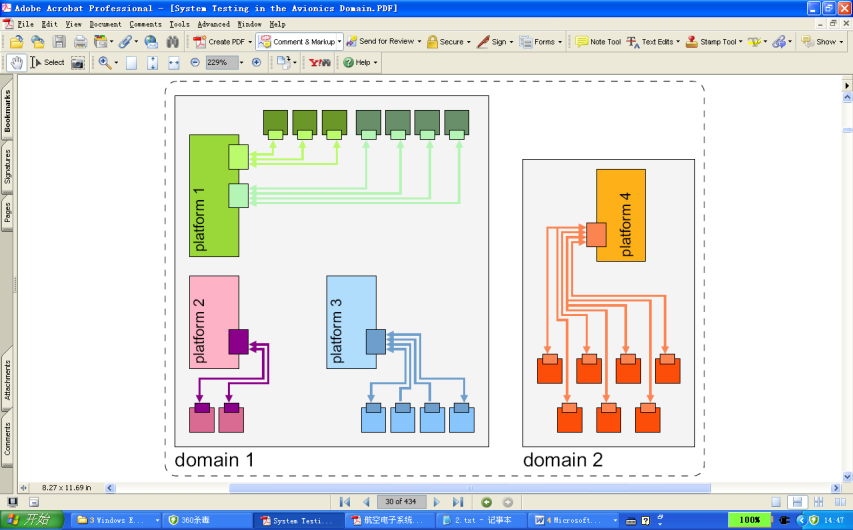 Adobe Acrobat Professional - [System Testing in the Avionics Domain.PDF]
File Edit View Document Comments Tools Advanced Window Help
Create PDF Comment & Markup Send for Review Secure Sign Forms Note Tool Text Edits Stamp Tool Show
Select 229% Y! Help
Bookmarks
Signatures
Pages
Attachments
Comments
platform 1
platform 4
platform 2
platform 3
domain 1
domain 2
8.27 x 11.69 in
30 of 434
开始 3 Windows E... 360杀毒 System Testi... 航空电子系统... 2.txt - 记事本 4 Microsoft... 100% 14:47